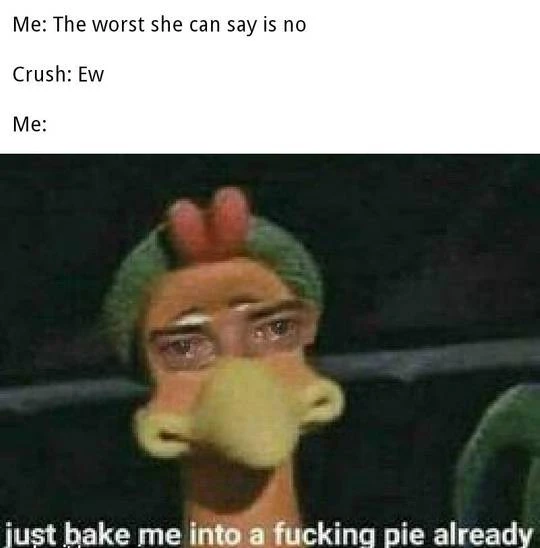 Me: The worst she can say is no
Crush: Ew
Me:
just bake me into a fucking pie already